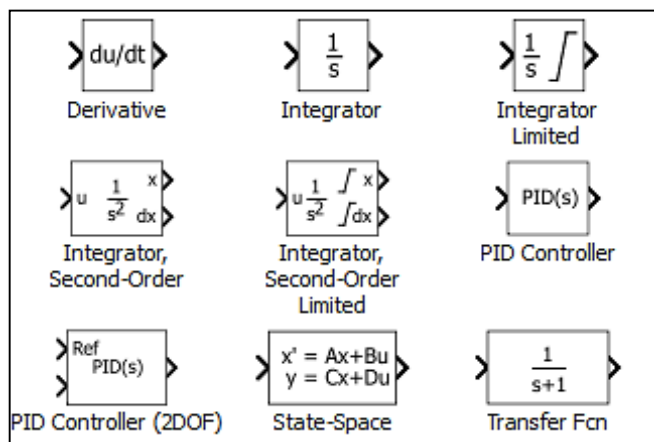 du/dt
Derivative
1
s
Integrator
1
s
Integrator
Limited
u 1 x
s2 dx
Integrator,
Second-Order
u 1 x
s2 dx
Integrator,
Second-Order
Limited
PID(s)
PID Controller
Ref
PID(s)
PID Controller (2DOF)
x' = Ax+Bu
y = Cx+Du
State-Space
1
s+1
Transfer Fcn